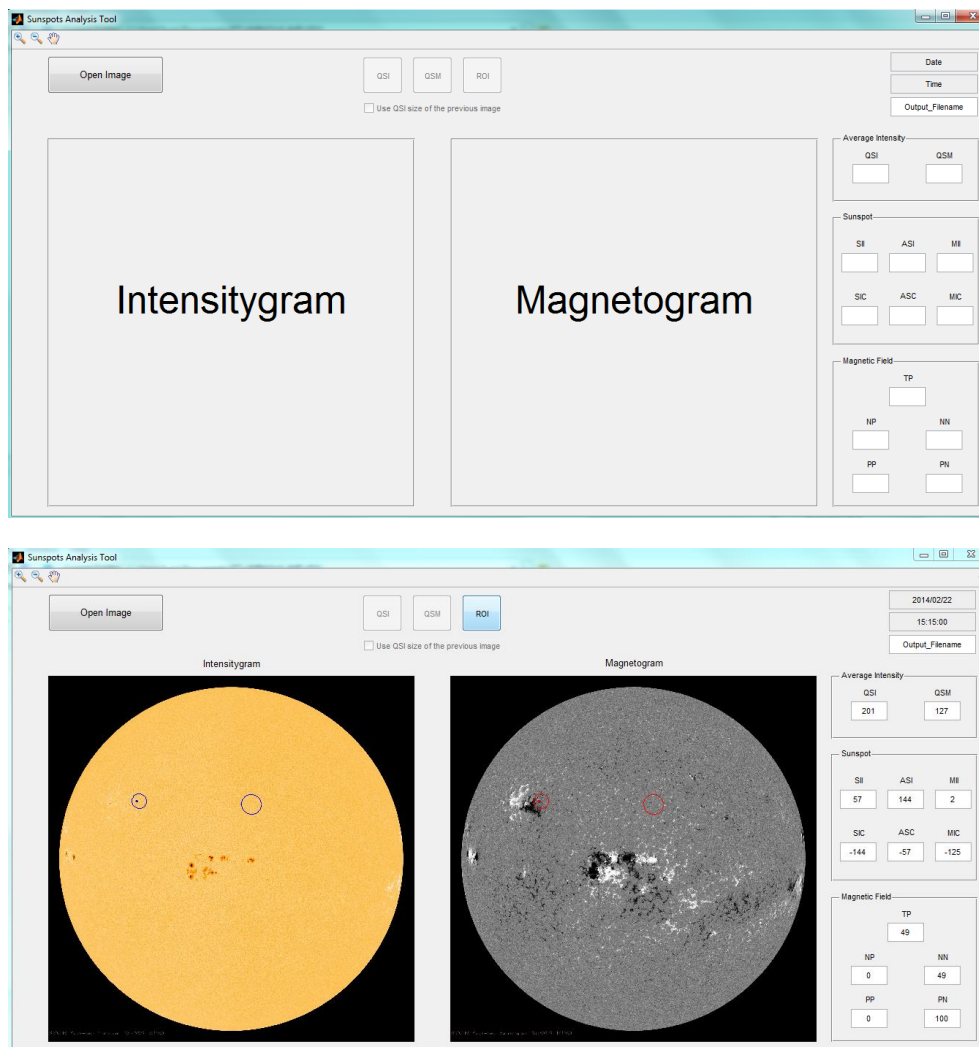 Sunspots Analysis Tool
Open Image
QSI QSM ROI
Use QSI size of the previous image
Date
Time
Output_Filename
Intensitygram
Magnetogram
Average Intensity
QSI QSM
Sunspot
SII ASI MII
SIC ASC MIC
Magnetic Field
TP
NP NN
PP PN
Sunspots Analysis Tool
Open Image
QSI QSM ROI
Use QSI size of the previous image
2014/02/22
15:15:00
Output_Filename
Intensitygram
Magnetogram
Average Intensity
QSI QSM
201 127
Sunspot
SII ASI MII
57 144 2
SIC ASC MIC
-144 -57 -125
Magnetic Field
TP
49
NP NN
0 49
PP PN
0 100